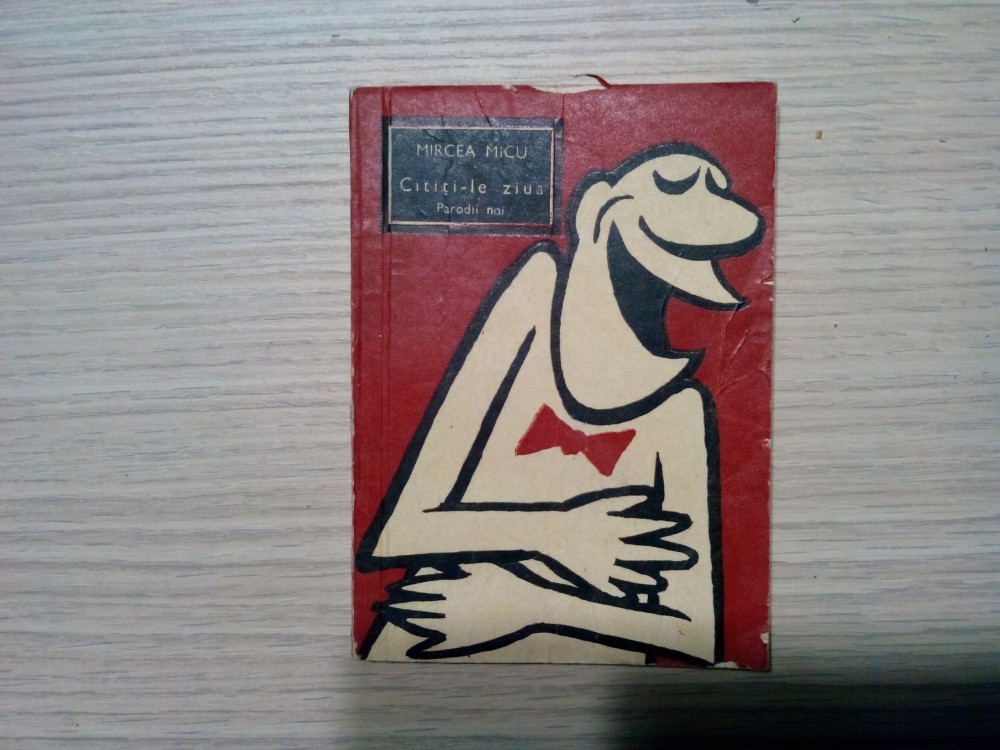 MIRCEA MICU
Citiți-le ziua
Parodii noi